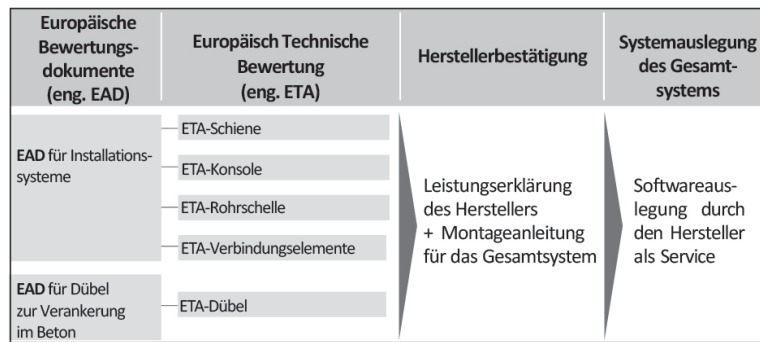 Europäische
Bewertungs-
dokumente
(eng. EAD)
Europäisch Technische
Bewertung
(eng. ETA)
Herstellerbestätigung
Systemauslegung
des Gesamt-
systems
EAD für Installations-
systeme
ETA-Schiene
ETA-Konsole
ETA-Rohrschelle
ETA-Verbindungselemente
EAD für Dübel
zur Verankerung
im Beton
ETA-Dübel
Leistungserklärung
des Herstellers
+ Montageanleitung
für das Gesamtsystem
Softwareaus-
legung durch
den Hersteller
als Service